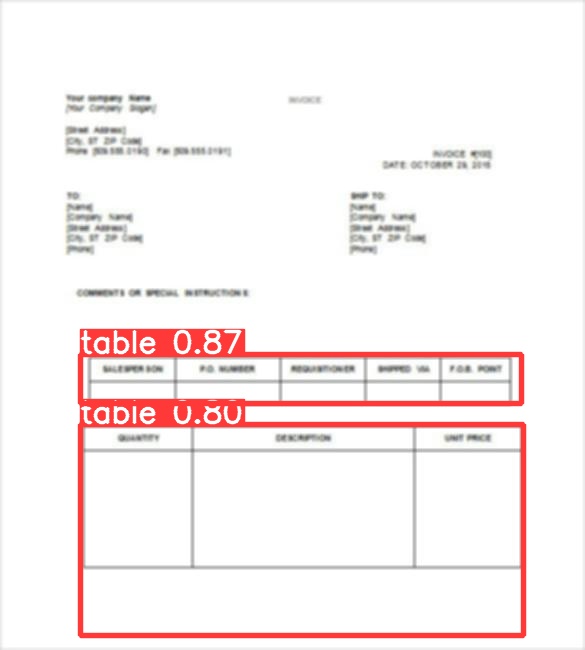 Your company Name
INVOICE
[Your Company Slogan]
[Street Address]
[City, ST ZIP Code]
Phone [509.555.0190] Fax [509.555.0191]
INVOICE #[100]
DATE: OCTOBER 29, 2016
TO:
[Name]
[Company Name]
[Street Address]
[City, ST ZIP Code]
[Phone]
SHIP TO:
[Name]
[Company Name]
[Street Address]
[City, ST ZIP Code]
[Phone]
COMMENTS OR SPECIAL INSTRUCTIONS:
table 0.87
SALESPERSON P.O. NUMBER REQUISITIONER SHIPPED VIA F.O.B. POINT
table 0.80
QUANTITY DESCRIPTION UNIT PRICE